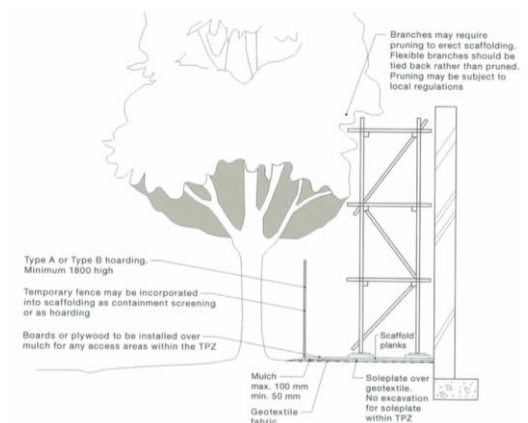 Branches may require
pruning to erect scaffolding.
Flexible branches should be
tied back rather than pruned.
Pruning may be subject to
local regulations
Type A or Type B hoarding.
Minimum 1800 high
Temporary fence may be incorporated
into scaffolding as containment screening
or as hoarding
Boards or plywood to be installed over
mulch for any access areas within the TPZ
Scaffold
planks
Mulch
max. 100 mm
min. 50 mm
Geotextile
fabric
Soleplate over
geotextile.
No excavation
for soleplate
within TPZ